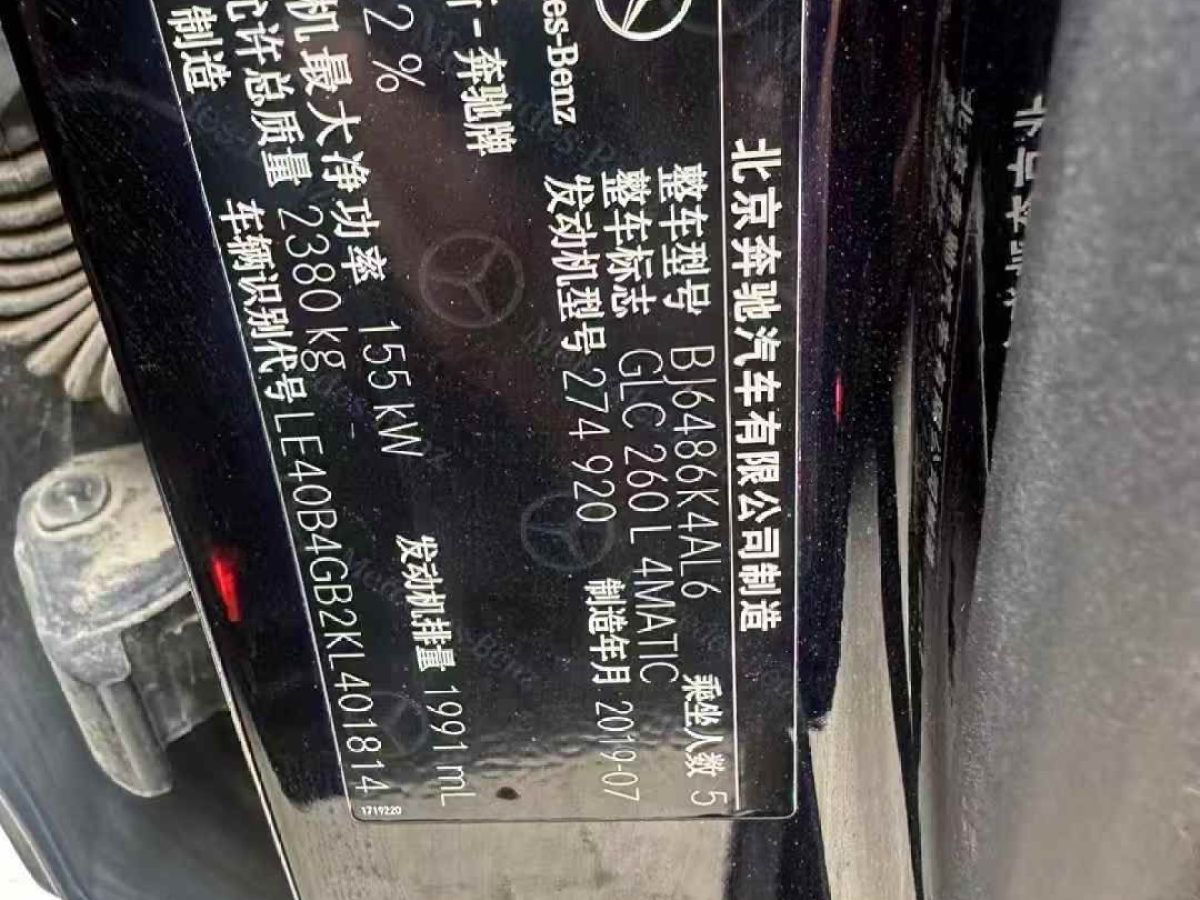 北京奔驰汽车有限公司制造
整车型号 BJ6486K4AL6 乘坐人数 5
整车标志 GLC 260 L 4MATIC
发动机型号 274 920 制造年月 2019-07
des-Benz
-奔驰牌
发动机排量 1991 mL
2%
机最大净功率 155 kW
允许总质量 2380 kg
车辆识别代号 LE40B4GB2KL401814
制造
1719220